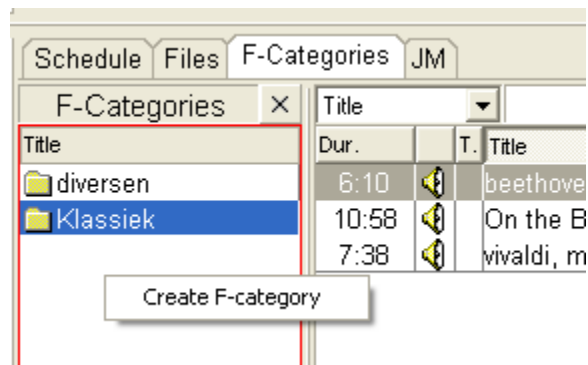 Schedule Files F-Categories JM
F-Categories × Title
Title Dur. T. Title
diversen 6:10 beethove
Klassiek 10:58 On the B
7:38 vivaldi, m
Create F-category